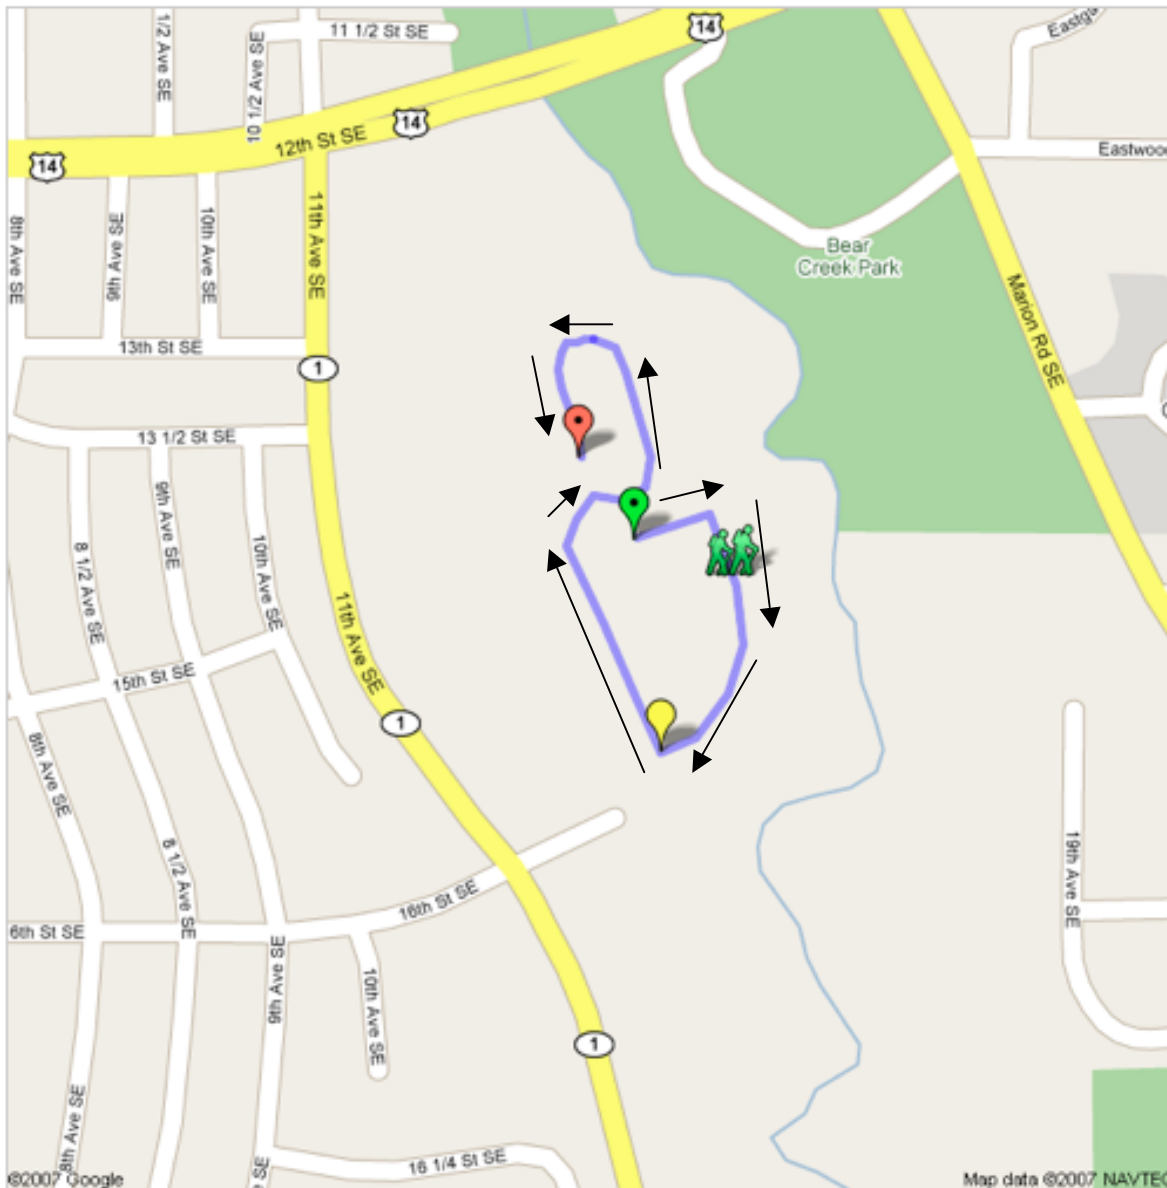 1/2 Ave SE
10 1/2 Ave SE
11 1/2 St SE
14
Eastga
12th St SE
14
14
Eastwoo
8th Ave SE
9th Ave SE
10th Ave SE
11th Ave SE
Bear
Creek Park
Marion Rd SE
13th St SE
1
13 1/2 St SE
9th Ave SE
8 1/2 Ave SE
10th Ave SE
11th Ave SE
15th St SE
1
8th Ave SE
8 1/2 Ave SE
16th St SE
19th Ave SE
6th St SE
9th Ave SE
10th Ave SE
1
8th Ave SE
16 1/4 St SE
SE
©2007 Google
Map data ©2007 NAVTEQ